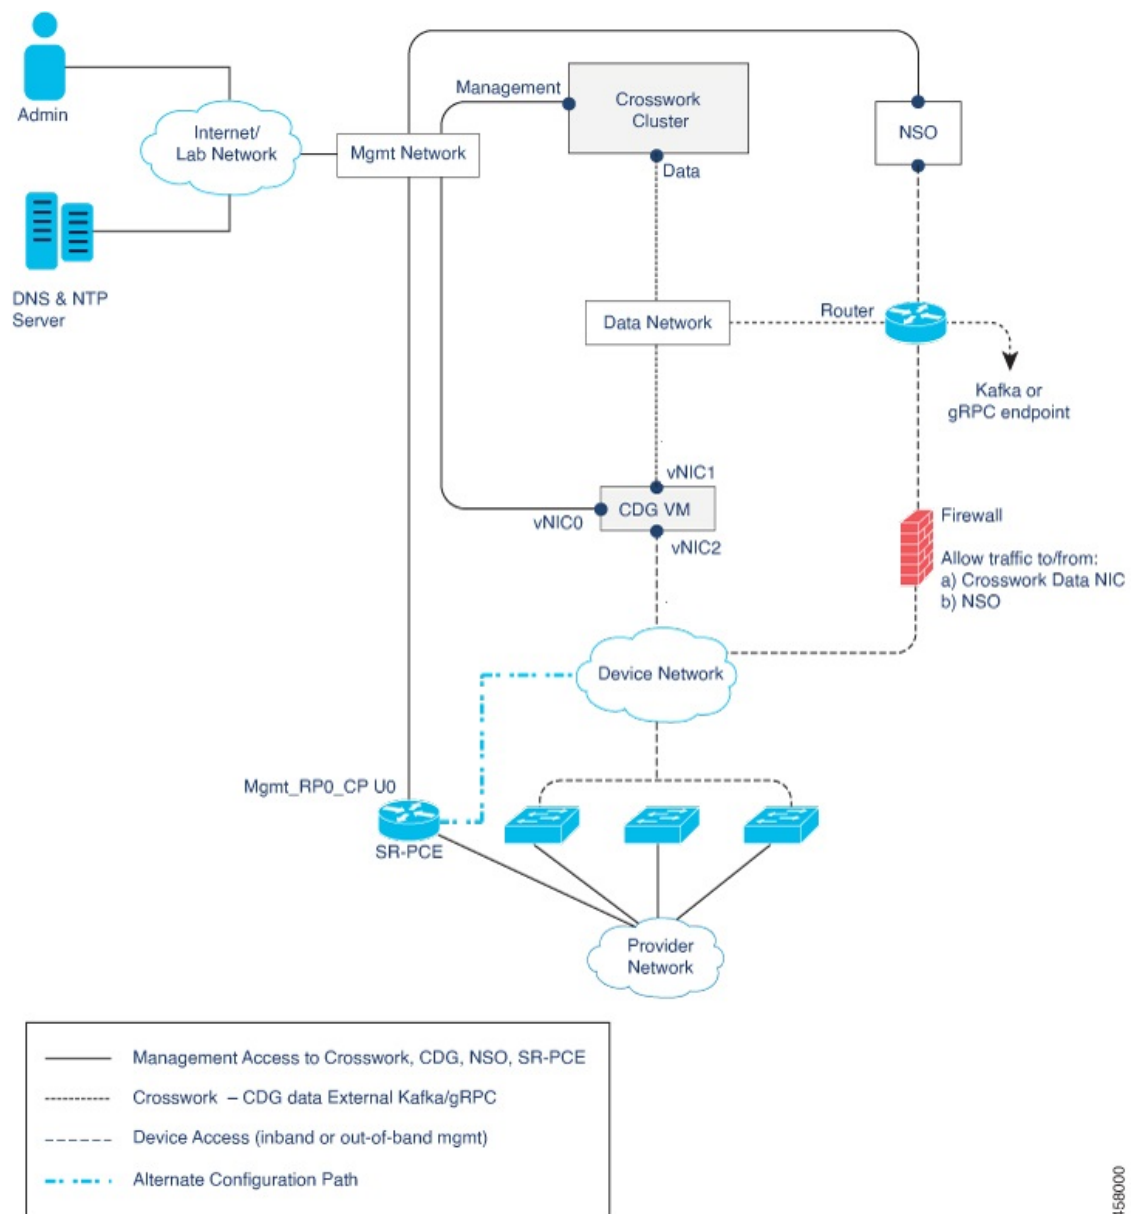 Admin
Internet/
Lab Network
DNS & NTP
Server
Mgmt Network
Management
Crosswork
Cluster
Data
NSO
Data Network
Router
Kafka or
gRPC endpoint
vNIC1
vNIC0
CDG VM
vNIC2
Firewall
Allow traffic to/from:
a) Crosswork Data NIC
b) NSO
Device Network
Mgmt_RP0_CP U0
SR-PCE
Provider
Network
Management Access to Crosswork, CDG, NSO, SR-PCE
Crosswork – CDG data External Kafka/gRPC
Device Access (inband or out-of-band mgmt)
Alternate Configuration Path
458000